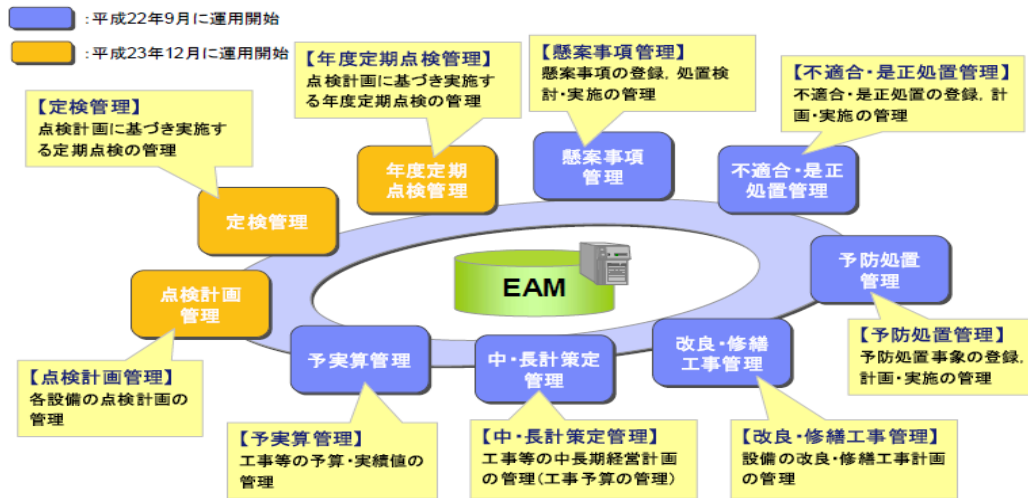 ：平成22年9月に運用開始
：平成23年12月に運用開始
【年度定期点検管理】
点検計画に基づき実施す
る年度定期点検の管理
【懸案事項管理】
懸案事項の登録，処置検
討・実施の管理
【不適合・是正処置管理】
不適合・是正処置の登録，計
画・実施の管理
【定検管理】
点検計画に基づき実施す
る定期点検の管理
年度定期
点検管理
懸案事項
管理
不適合・是正
処置管理
定検管理
予防処置
管理
点検計画
管理
EAM
予実算管理
中・長計策定
管理
改良・修繕
工事管理
【予防処置管理】
予防処置事象の登録，
計画・実施の管理
【点検計画管理】
各設備の点検計画の
管理
【予実算管理】
工事等の予算・実績値の
管理
【中・長計策定管理】
工事等の中長期経営計画
の管理（工事予算の管理）
【改良・修繕工事管理】
設備の改良・修繕工事計画
の管理